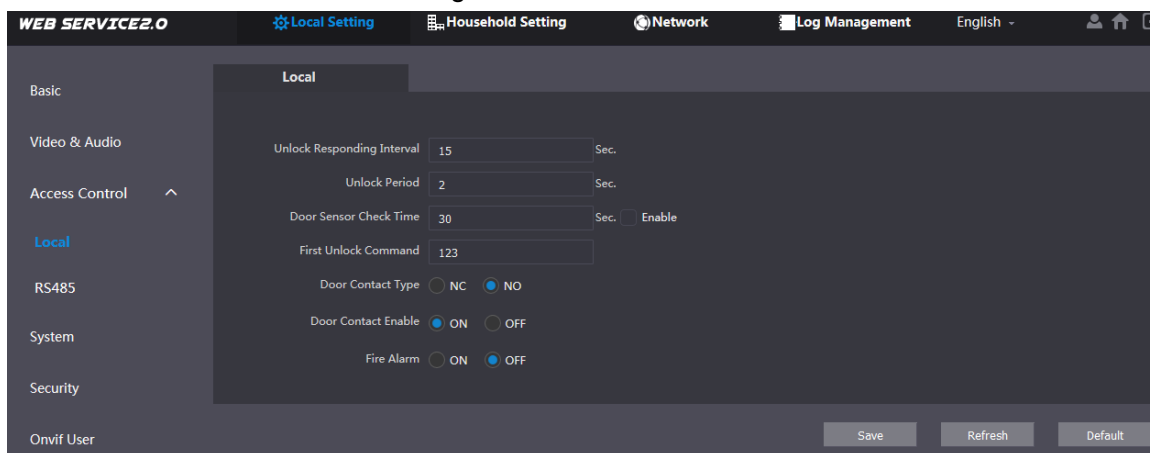 WEB SERVICE2.0 Local Setting Household Setting Network Log Management English
Local
Basic
Video & Audio
Access Control
Local
RS485
System
Security
Onvif User
Unlock Responding Interval 15 Sec.
Unlock Period 2 Sec.
Door Sensor Check Time 30 Sec. Enable
First Unlock Command 123
Door Contact Type NC NO
Door Contact Enable ON OFF
Fire Alarm ON OFF
Save Refresh Default